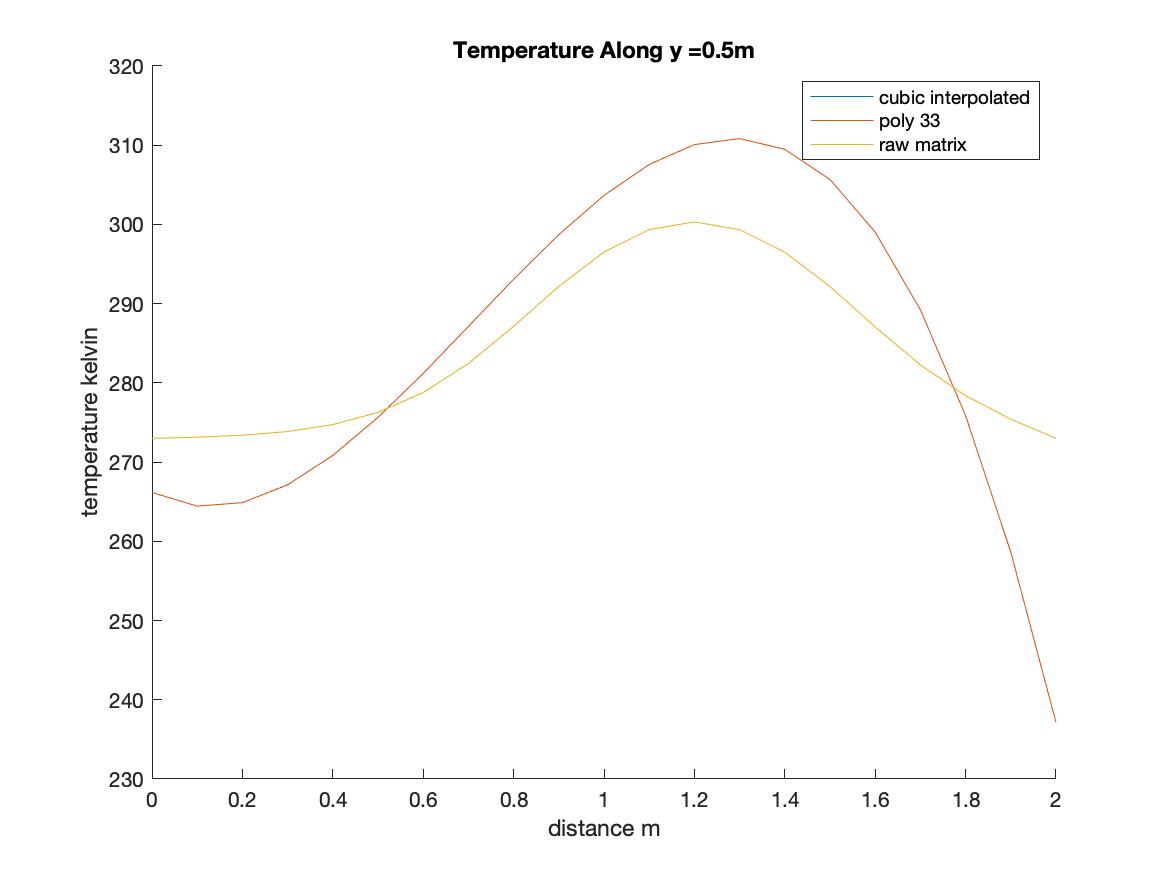 Temperature Along y =0.5m
320
310
300
290
280
270
260
250
240
230
temperature kelvin
cubic interpolated
poly 33
raw matrix
0 0.2 0.4 0.6 0.8 1 1.2 1.4 1.6 1.8 2
distance m